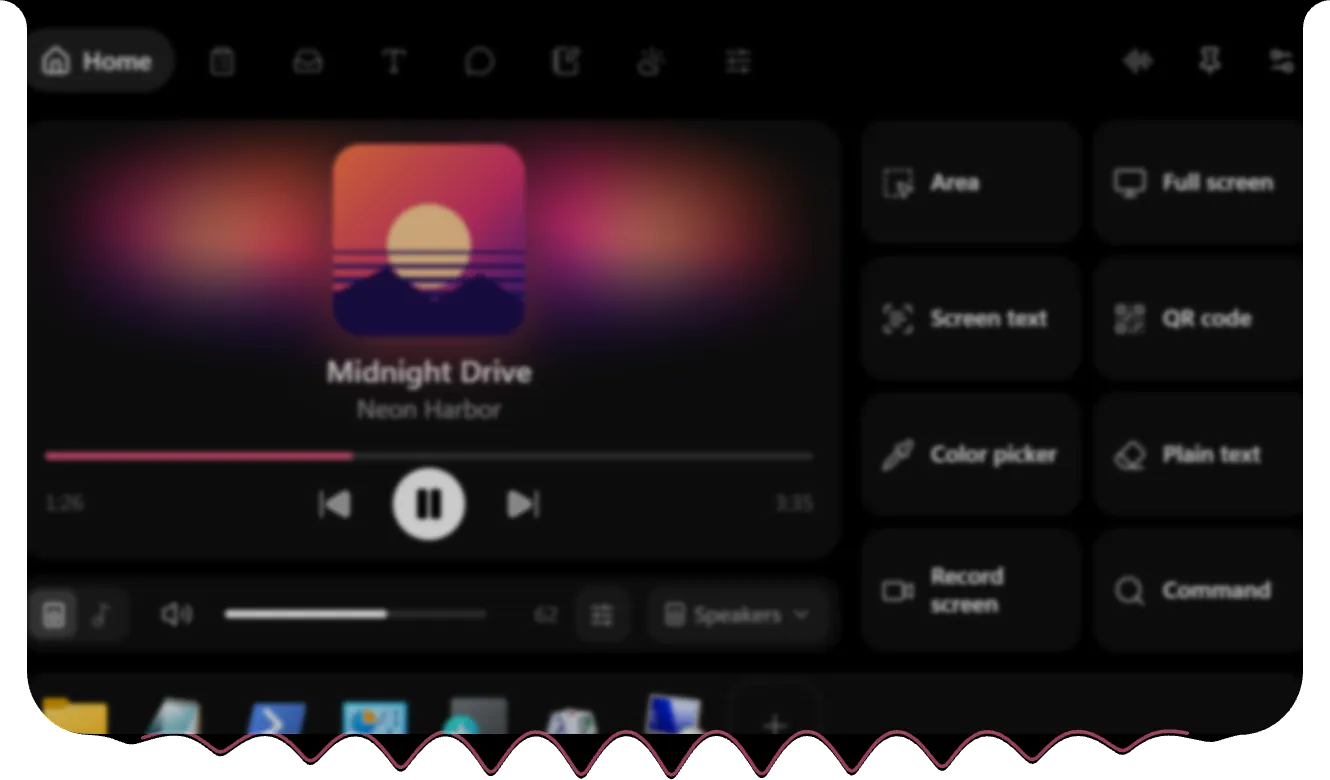 Home
Area
Full screen
Screen text
QR code
Midnight Drive
Neon Harbor
Color picker
Plain text
1:26
3:35
Record
screen
Command
62
Speakers